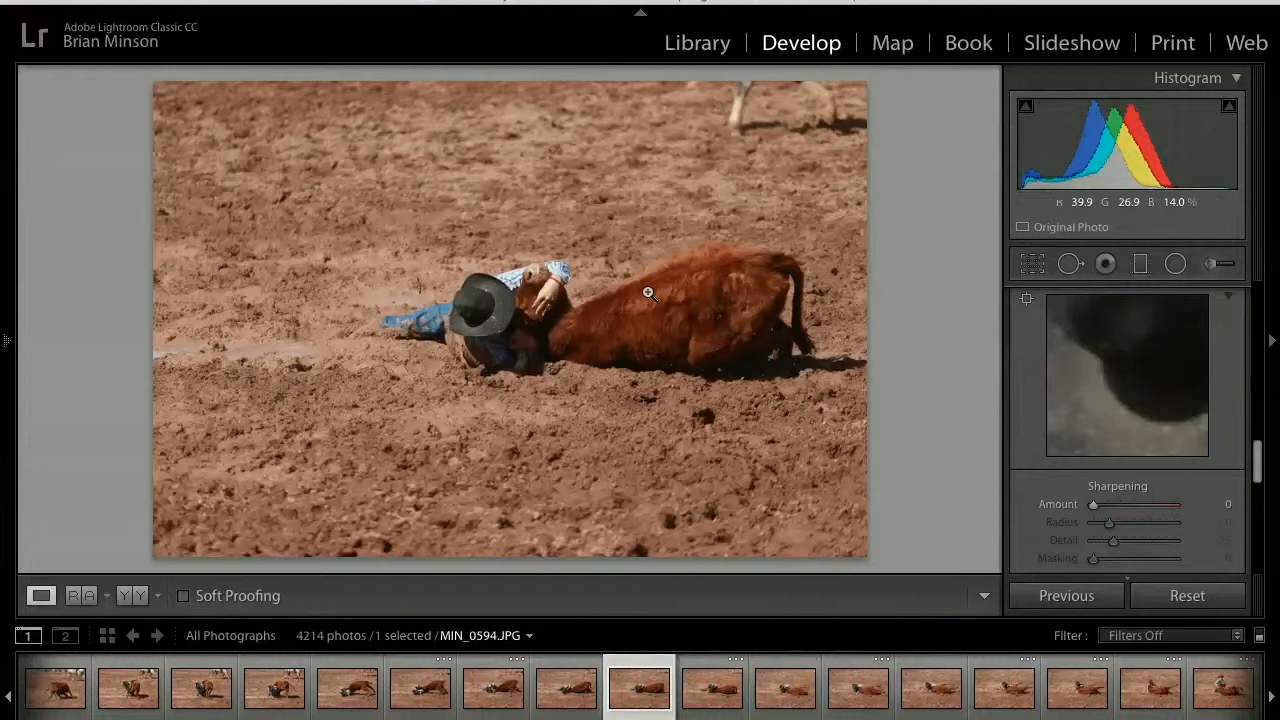 Lr
Adobe Lightroom Classic CC
Brian Minson
Library
Develop
Map
Book
Slideshow
Print
Web
Histogram
R 39.9 G 26.9 B 14.0 %
Original Photo
Sharpening
Amount 0
Radius
Detail 25
Masking 0
Previous
Reset
R A
Y Y
Soft Proofing
1
2
All Photographs
4214 photos / 1 selected / MIN_0594.JPG
Filter :
Filters Off